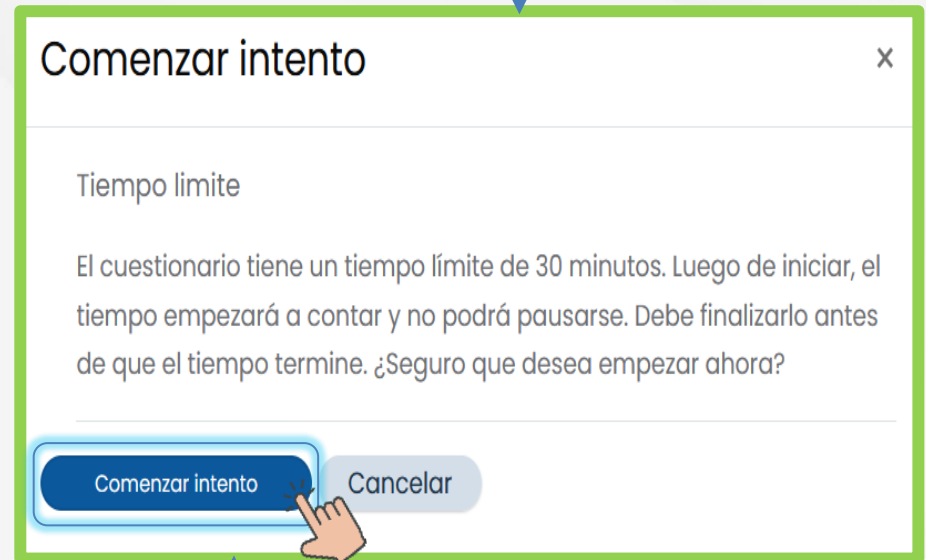 Comenzar intento ×
Tiempo limite
El cuestionario tiene un tiempo límite de 30 minutos. Luego de iniciar, el
tiempo empezará a contar y no podrá pausarse. Debe finalizarlo antes
de que el tiempo termine. ¿Seguro que desea empezar ahora?
Comenzar intento Cancelar